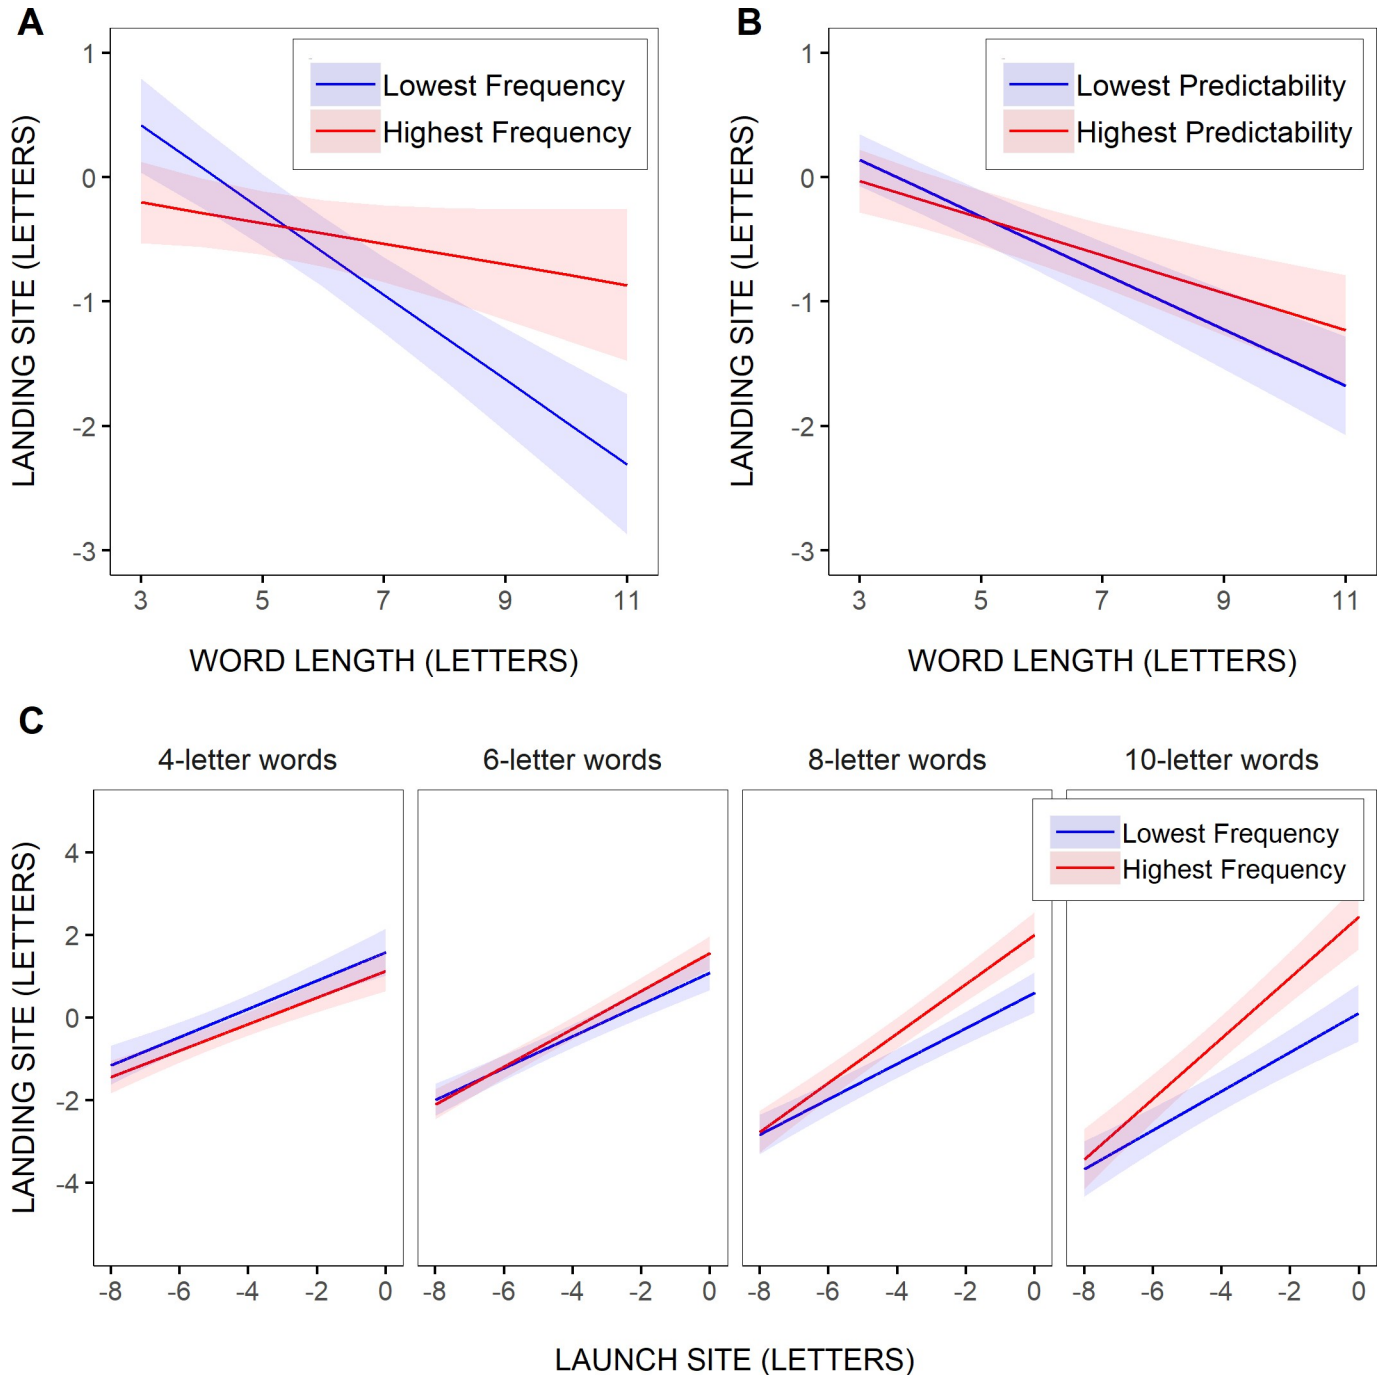 A
LANDING SITE (LETTERS)
1
0
-1
-2
-3
Lowest Frequency
Highest Frequency
3 5 7 9 11
WORD LENGTH (LETTERS)
B
LANDING SITE (LETTERS)
1
0
-1
-2
-3
Lowest Predictability
Highest Predictability
3 5 7 9 11
WORD LENGTH (LETTERS)
C
4-letter words 6-letter words 8-letter words 10-letter words
LANDING SITE (LETTERS)
4
2
0
-2
-4
Lowest Frequency
Highest Frequency
-8 -6 -4 -2 0 -8 -6 -4 -2 0 -8 -6 -4 -2 0 -8 -6 -4 -2 0
LAUNCH SITE (LETTERS)